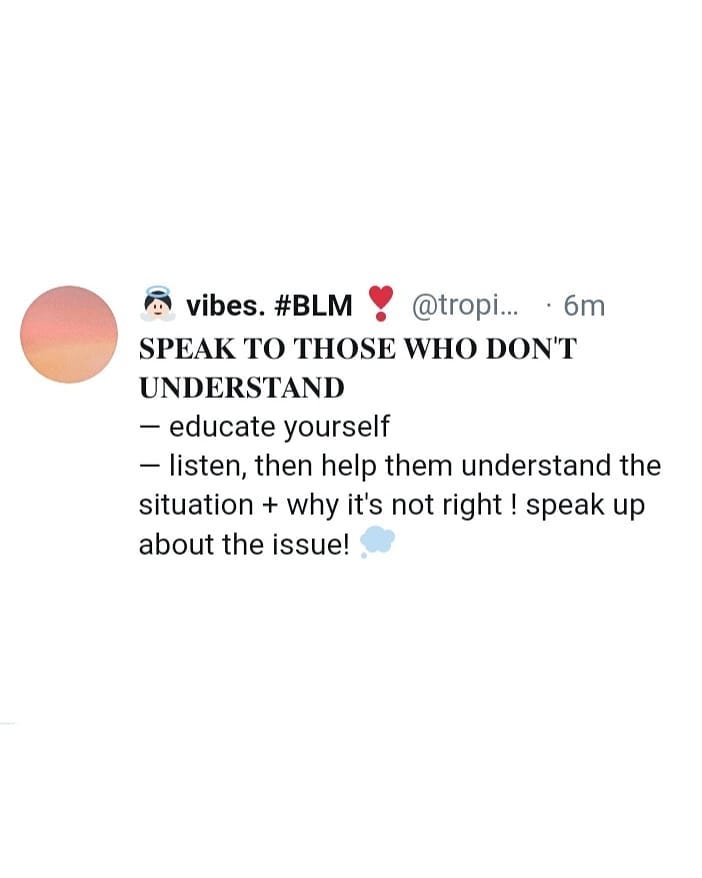 👼🏻 vibes. #BLM ❣️ @tropi... · 6m
SPEAK TO THOSE WHO DON'T
UNDERSTAND
— educate yourself
— listen, then help them understand the
situation + why it's not right ! speak up
about the issue! 💭